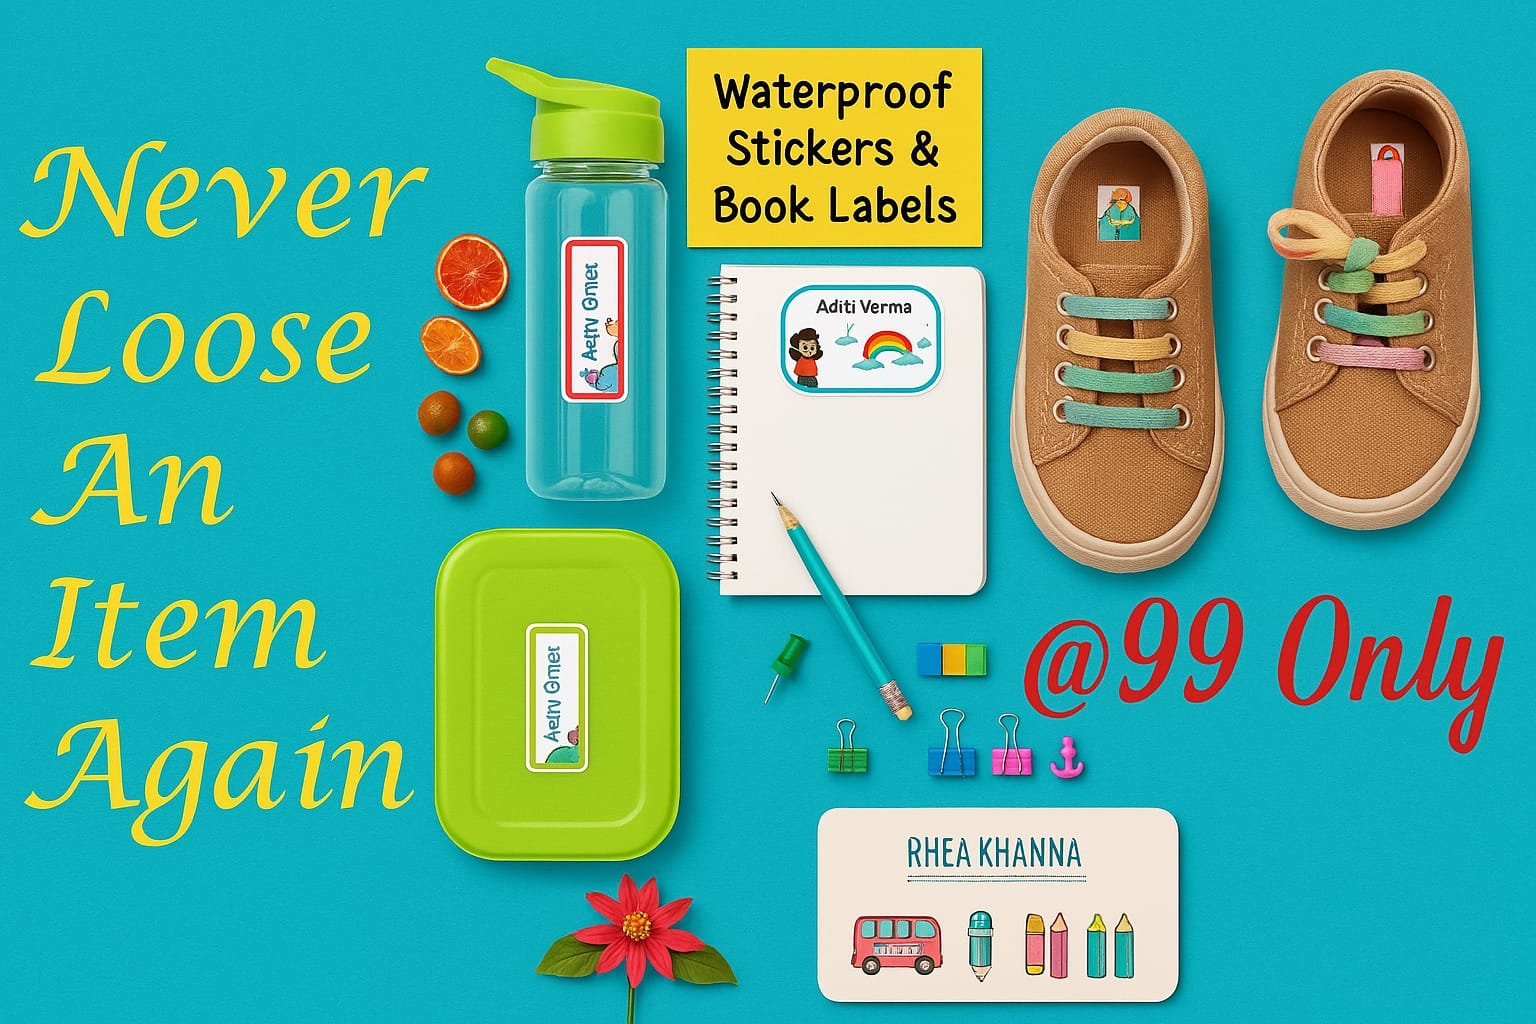 Never
Loose
An
Item
Again
Waterproof
Stickers &
Book Labels
Aditi Verma
@99 Only
RHEA KHANNA